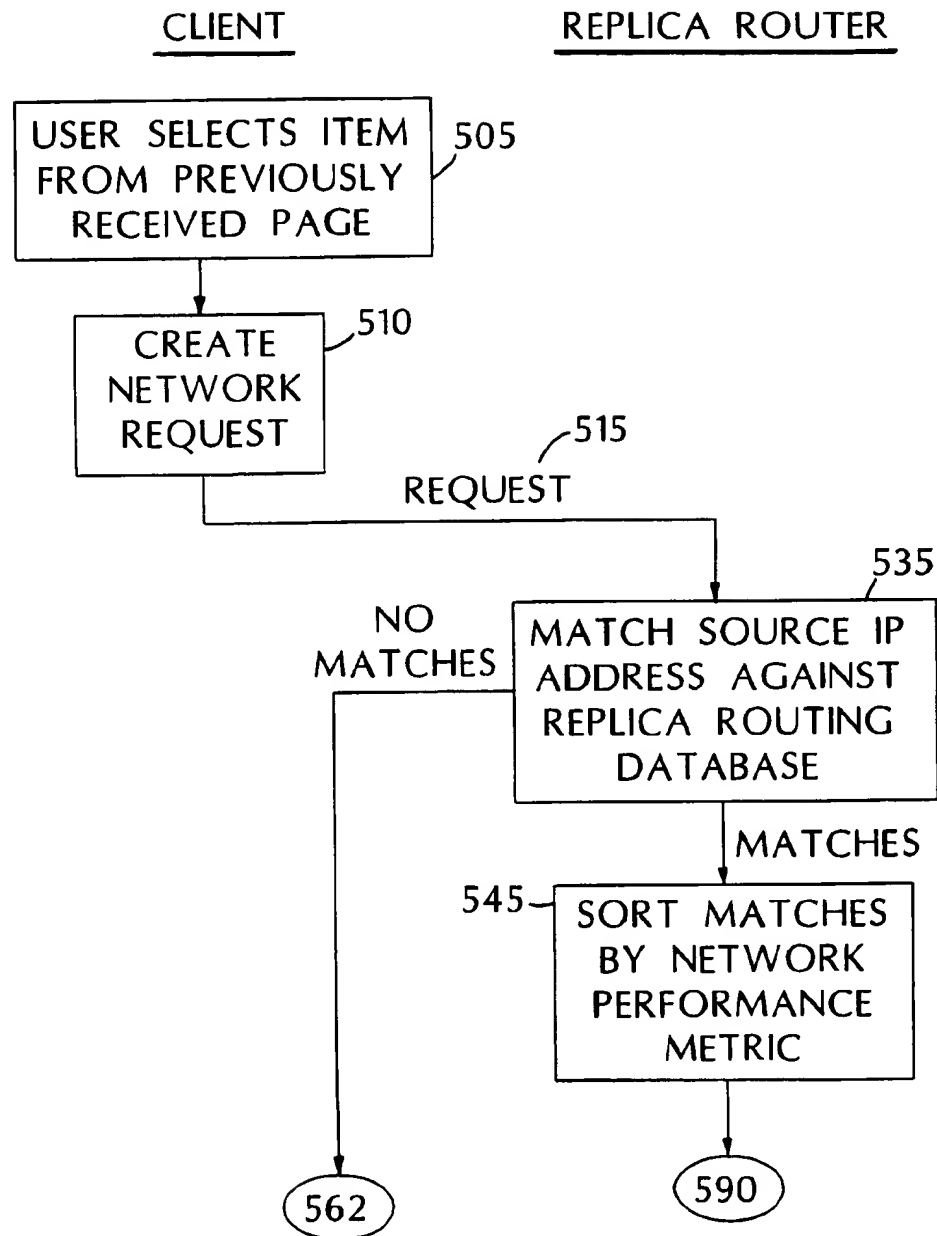 CLIENT
REPLICA ROUTER
USER SELECTS ITEM
FROM PREVIOUSLY
RECEIVED PAGE
505
CREATE
NETWORK
REQUEST
510
515
REQUEST
535
NO
MATCHES
MATCH SOURCE IP
ADDRESS AGAINST
REPLICA ROUTING
DATABASE
MATCHES
545
SORT MATCHES
BY NETWORK
PERFORMANCE
METRIC
562
590